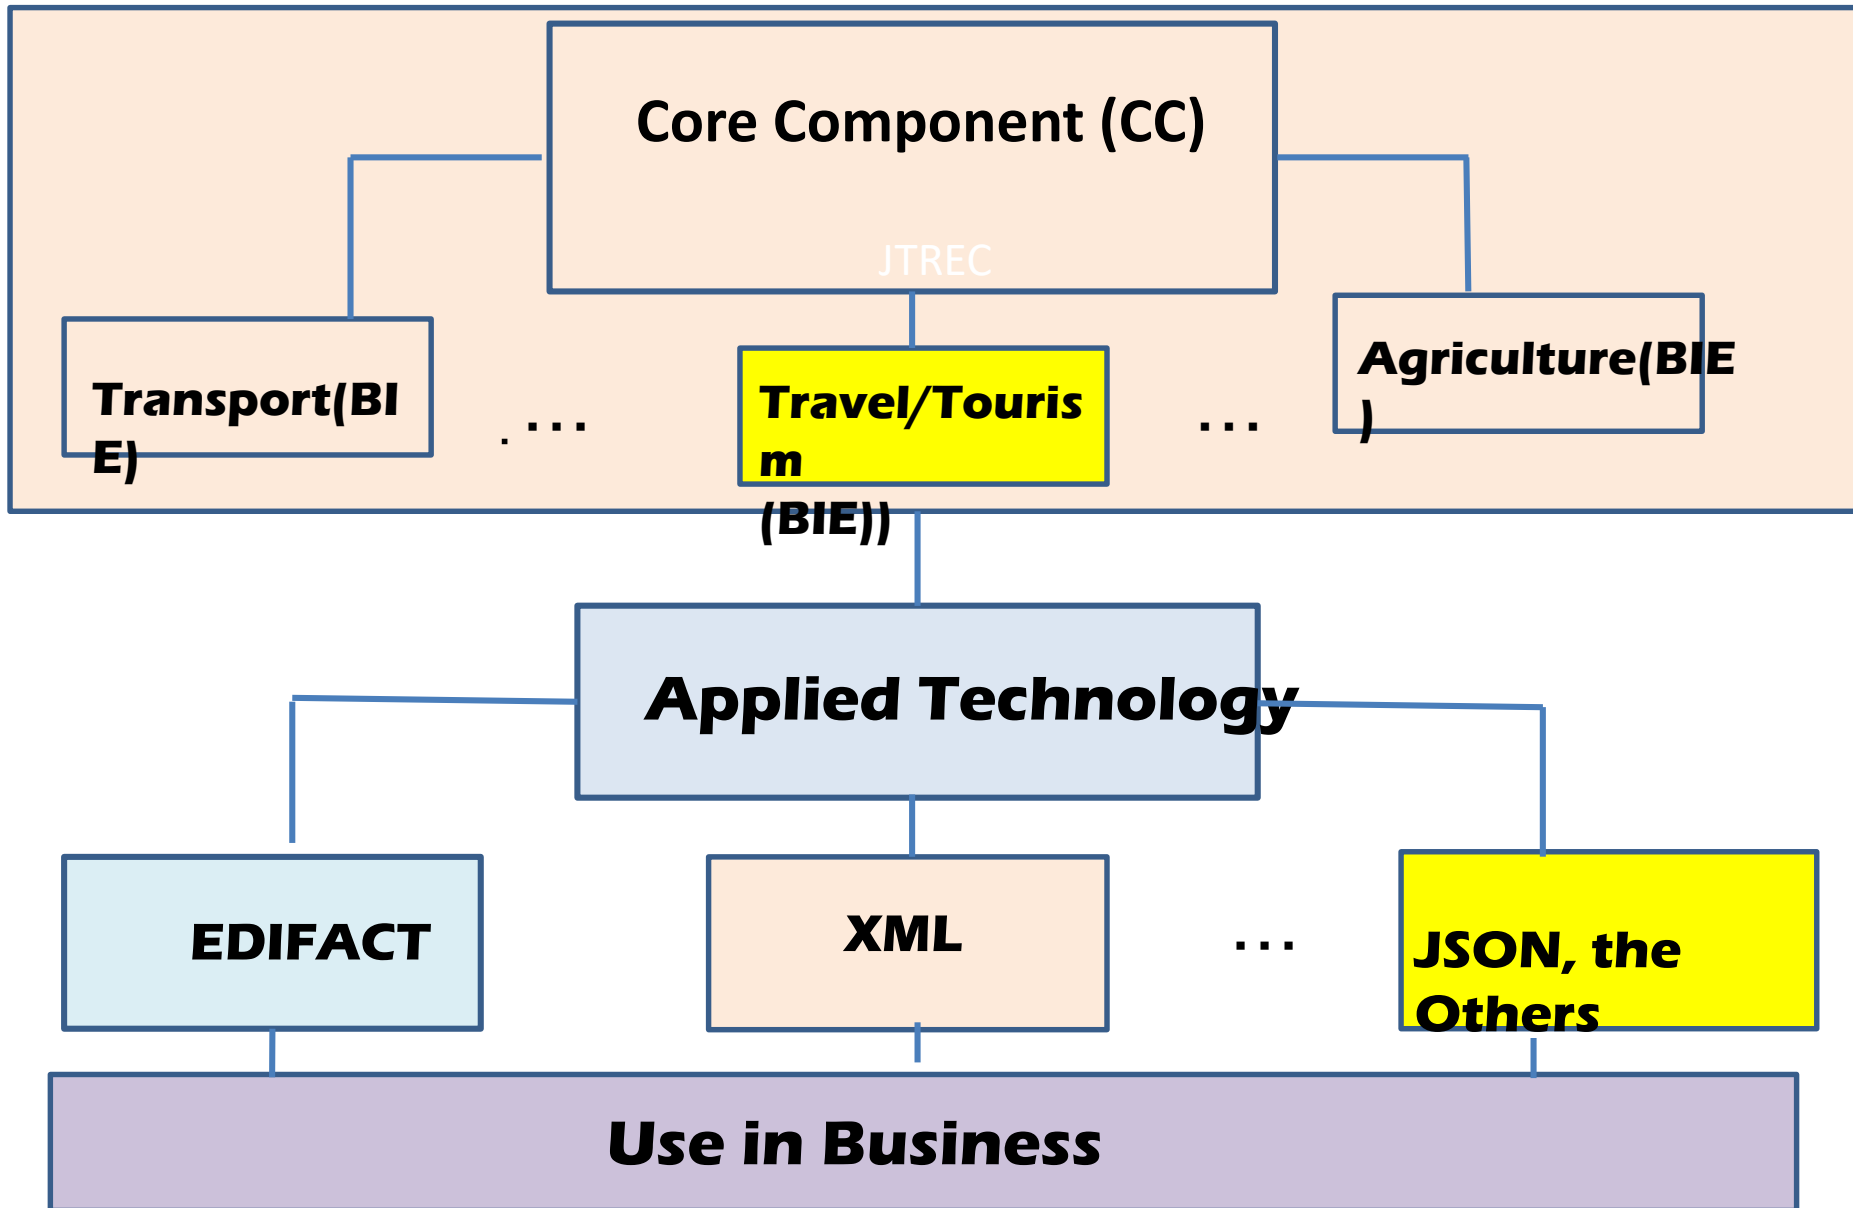 Core Component (CC)
JTREC
Transport(BI
E)
. ...
Travel/Touris
m
(BIE))
...
Agriculture(BIE
)
Applied Technology
EDIFACT
XML
...
JSON, the
Others
Use in Business